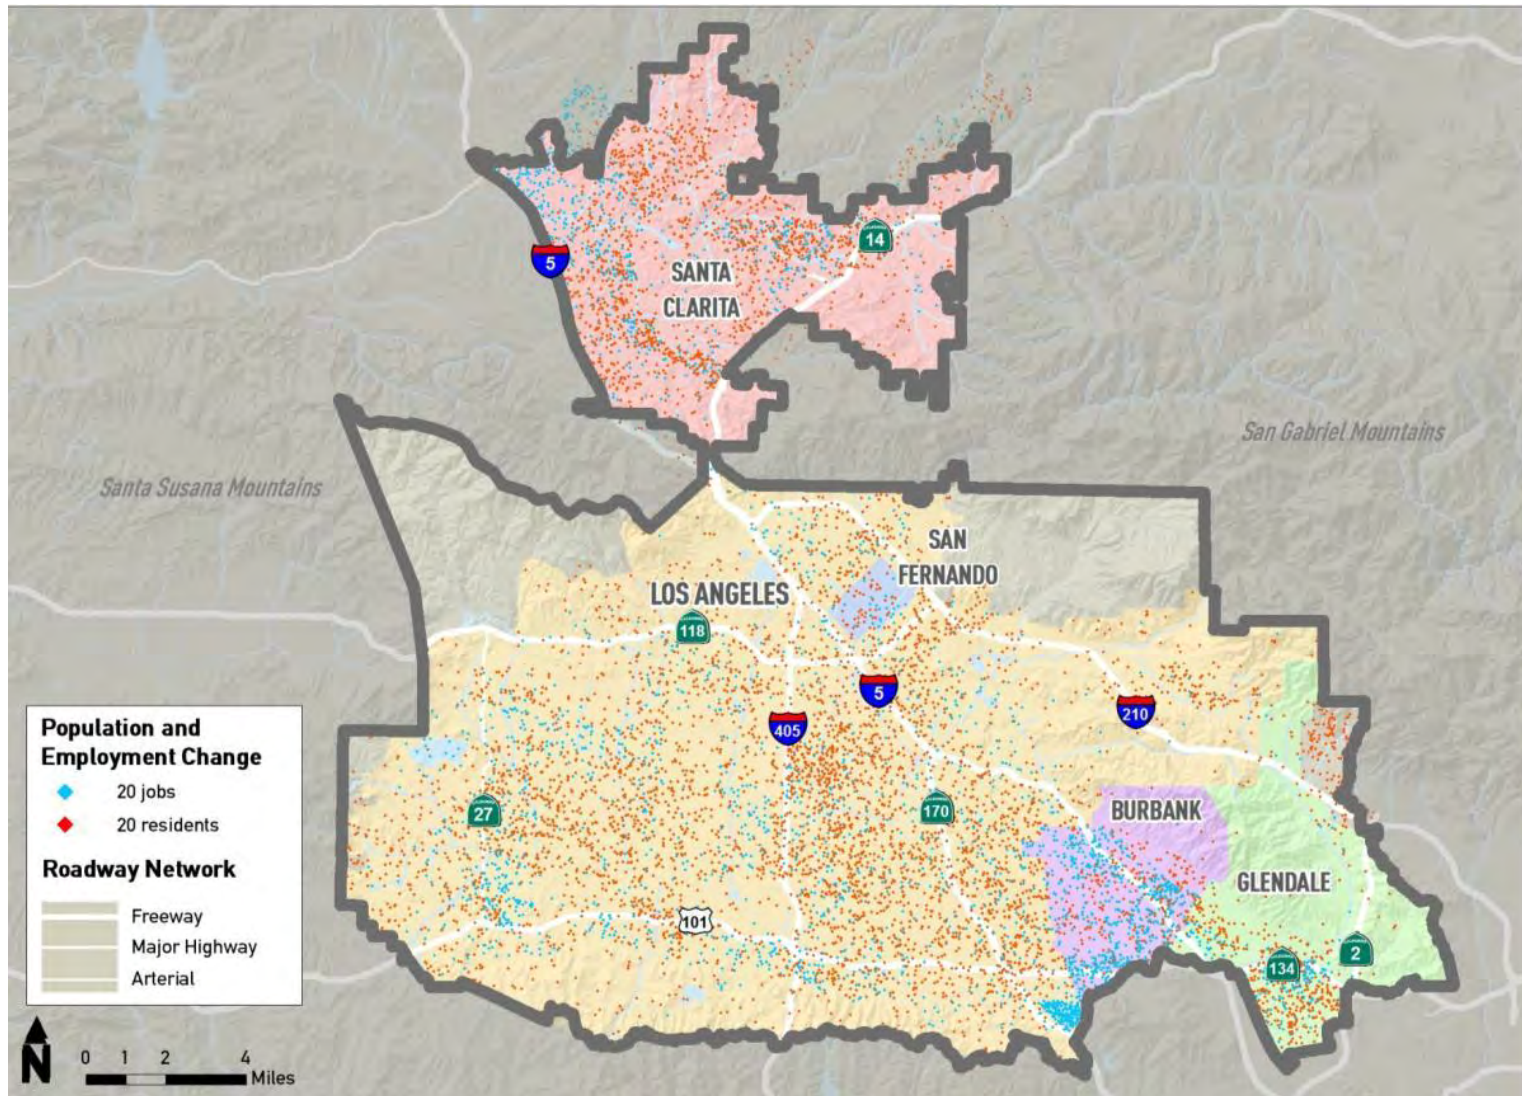 14
5
SANTA
CLARITA
San Gabriel Mountains
Santa Susana Mountains
SAN
FERNANDO
LOS ANGELES
118
5
405
210
27
170
BURBANK
GLENDALE
101
134
2
Population and
Employment Change
20 jobs
20 residents
Roadway Network
Freeway
Major Highway
Arterial
N
0 1 2 4
Miles